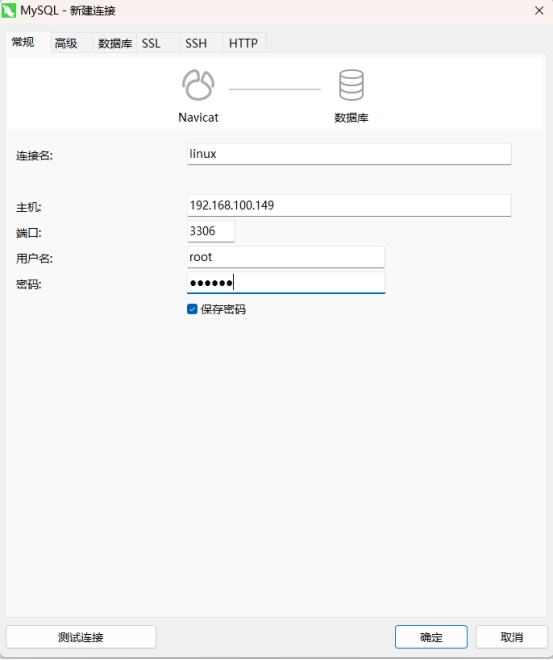 MySQL - 新建连接
常规 高级 数据库 SSL SSH HTTP
Navicat 数据库
连接名: linux
主机: 192.168.100.149
端口: 3306
用户名: root
密码: ●●●●●●
保存密码
测试连接 确定 取消